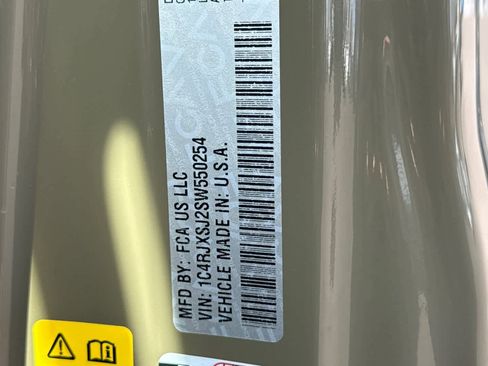 MFD BY: FCA US LLC
VIN: 1C4RJXSJ2SW550254
VEHICLE MADE IN: U.S.A.